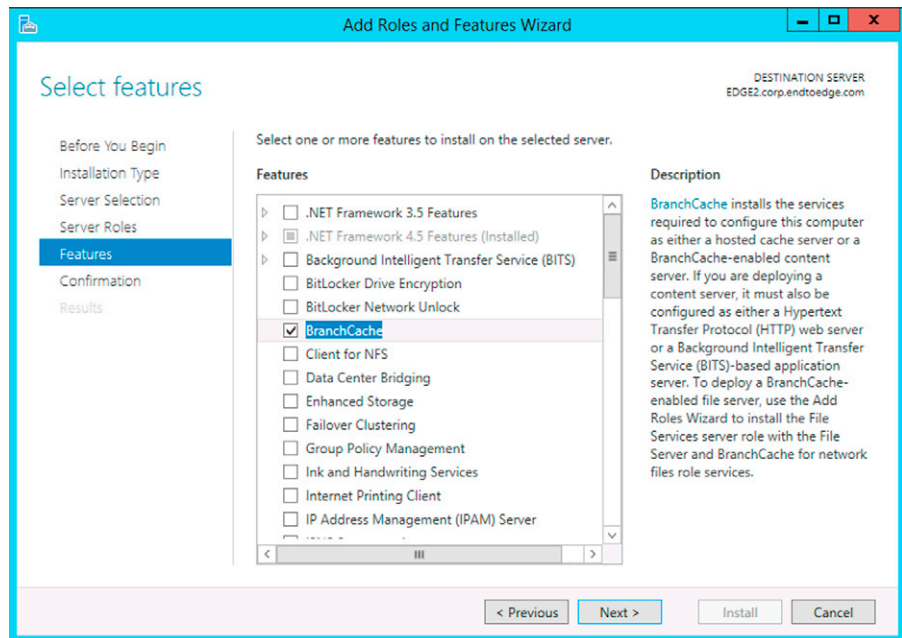 Add Roles and Features Wizard
Select features
DESTINATION SERVER
EDGE2.corp.endtoedge.com
Before You Begin
Installation Type
Server Selection
Server Roles
Features
Confirmation
Results
Select one or more features to install on the selected server.
Features
.NET Framework 3.5 Features
.NET Framework 4.5 Features (Installed)
Background Intelligent Transfer Service (BITS)
BitLocker Drive Encryption
BitLocker Network Unlock
BranchCache
Client for NFS
Data Center Bridging
Enhanced Storage
Failover Clustering
Group Policy Management
Ink and Handwriting Services
Internet Printing Client
IP Address Management (IPAM) Server
Description
BranchCache installs the services
required to configure this computer
as either a hosted cache server or a
BranchCache-enabled content
server. If you are deploying a
content server, it must also be
configured as either a Hypertext
Transfer Protocol (HTTP) web server
or a Background Intelligent Transfer
Service (BITS)-based application
server. To deploy a BranchCache-
enabled file server, use the Add
Roles Wizard to install the File
Services server role with the File
Server and BranchCache for network
files role services.
< Previous
Next >
Install
Cancel